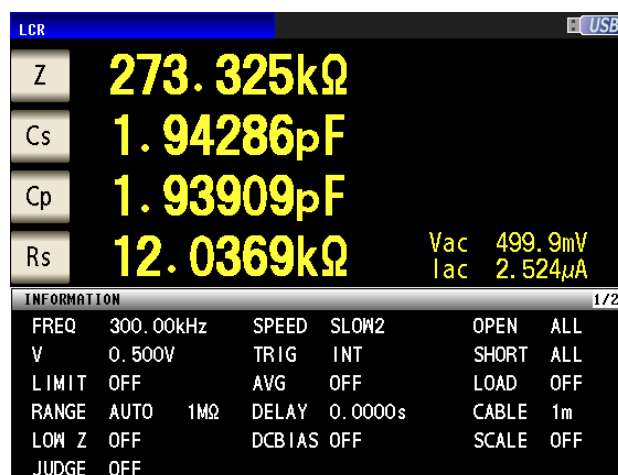 LCR USB
Z 273.325kΩ
Cs 1.94286pF
Cp 1.93909pF
Rs 12.0369kΩ Vac 499.9mV
Iac 2.524μA
INFORMATION 1/2
FREQ 300.00kHz SPEED SLOW2 OPEN ALL
V 0.500V TRIG INT SHORT ALL
LIMIT OFF AVG OFF LOAD OFF
RANGE AUTO 1MΩ DELAY 0.0000s CABLE 1m
LOW Z OFF DCBIAS OFF SCALE OFF
JUDGE OFF